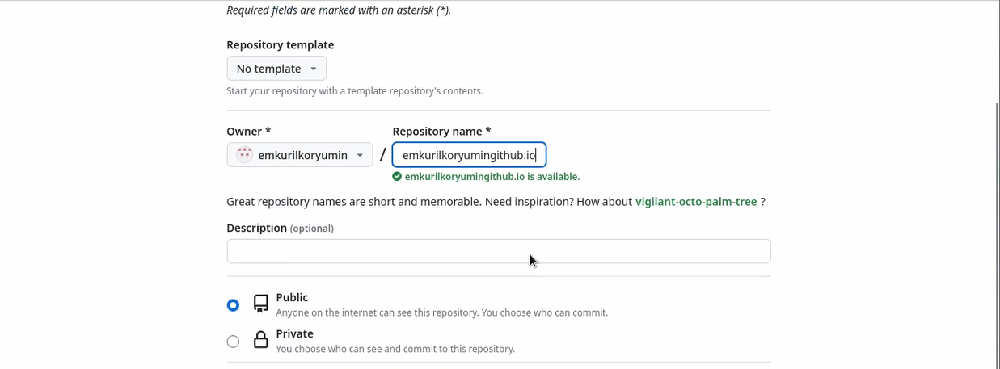 Required fields are marked with an asterisk (*).
Repository template
No template
Start your repository with a template repository's contents.
Owner *
Repository name *
emkurilkoryumin
/
emkurilkoryumingithub.io
emkurilkoryumingithub.io is available.
Great repository names are short and memorable. Need inspiration? How about vigilant-octo-palm-tree ?
Description (optional)
Public
Anyone on the internet can see this repository. You choose who can commit.
Private
You choose who can see and commit to this repository.